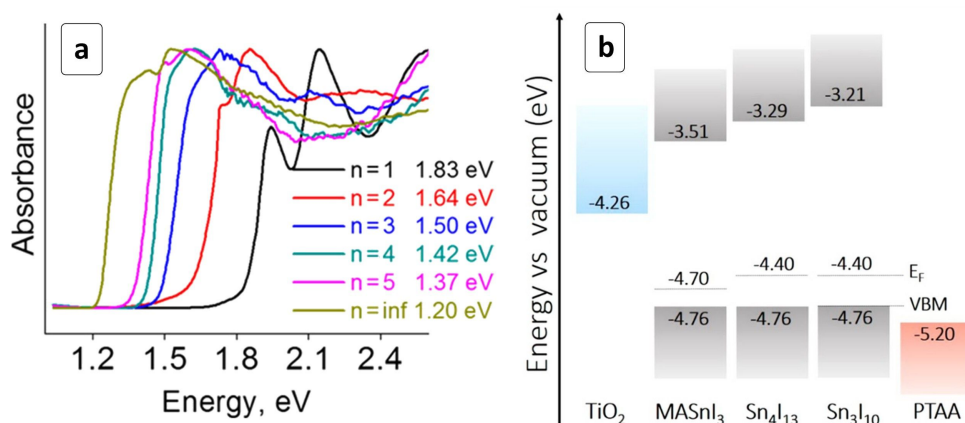 a
Absorbance
n=1 1.83 eV
n=2 1.64 eV
n=3 1.50 eV
n=4 1.42 eV
n=5 1.37 eV
n=inf 1.20 eV
1.2 1.5 1.8 2.1 2.4
Energy, eV
b
Energy vs vacuum (eV)
-4.26
-3.51
-3.29
-3.21
-4.70
-4.40
-4.40
E_F
VBM
-4.76
-4.76
-4.76
-5.20
TiO₂ MASnI₃ Sn₄I₁₃ Sn₃I₁₀ PTAA